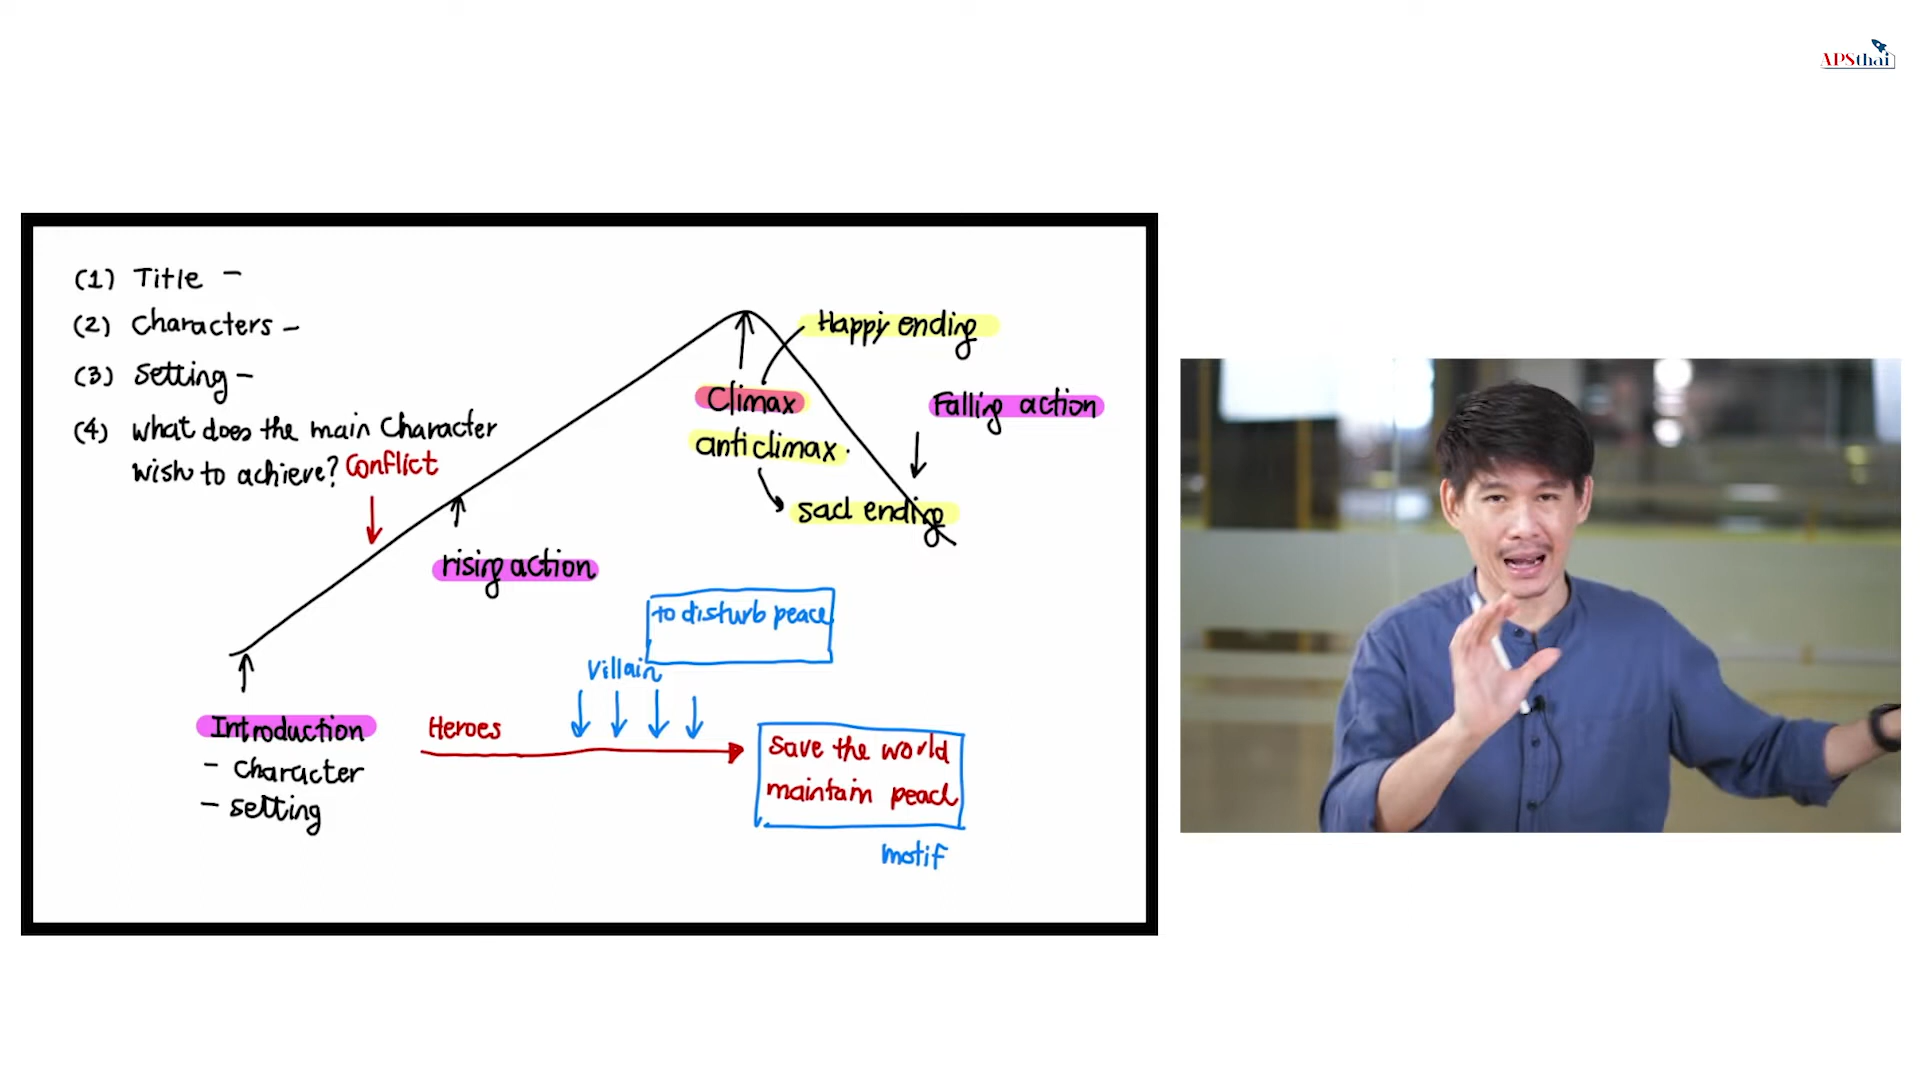 APSthai
(1) Title -
(2) Characters -
(3) Setting -
(4) What does the main Character
wish to achieve? Conflict
Happy ending
Climax
anticlimax.
Falling action
sad ending
rising action
to disturb peace
Villain
Introduction
- Character
- Setting
Heroes
Save the world
maintain peace
motif